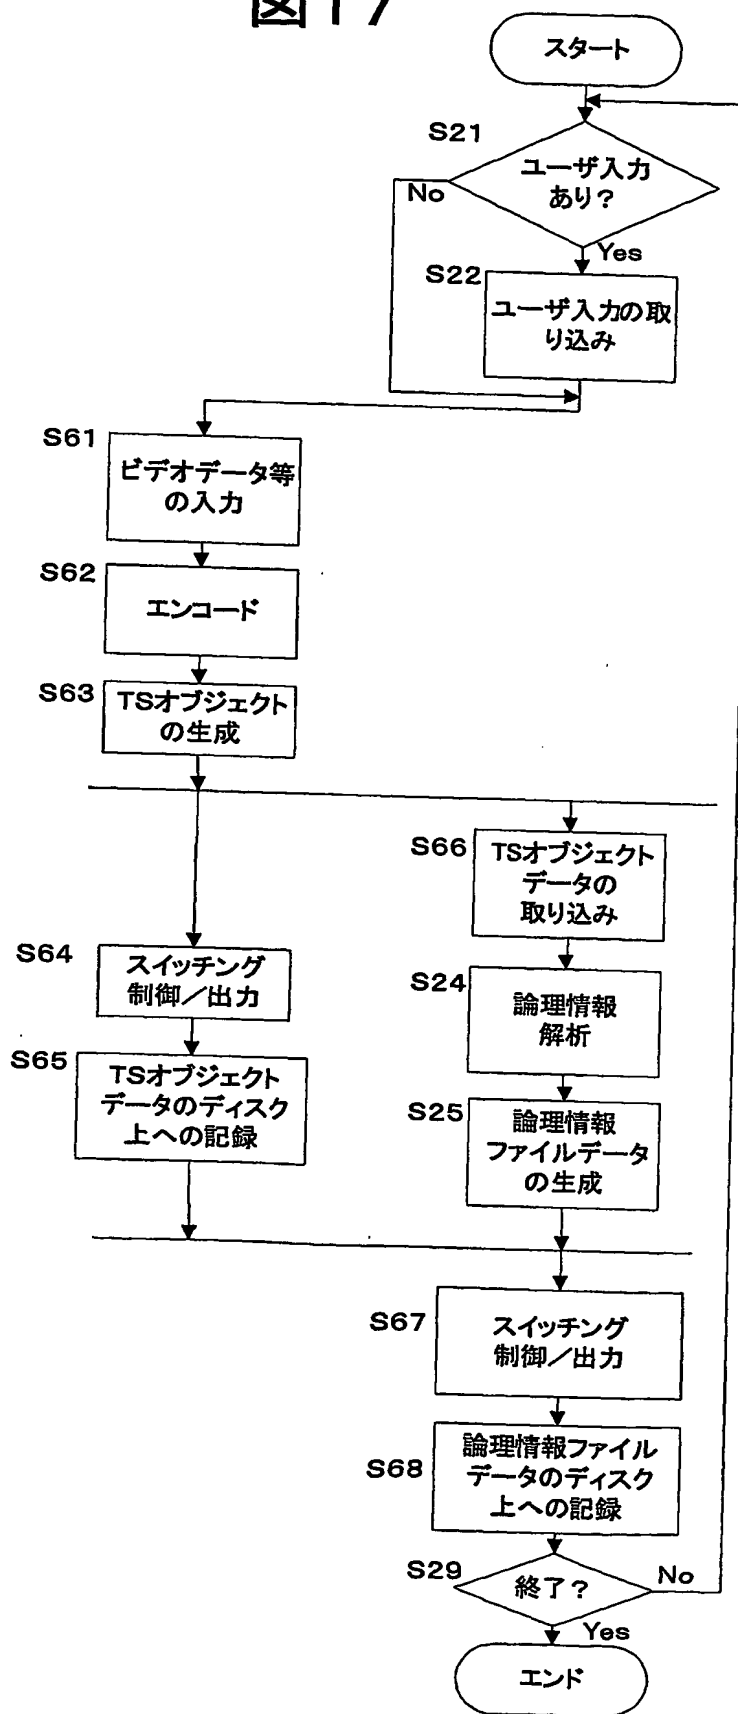 図17
スタート
S21
ユーザ入力
あり？
No
Yes
S22
ユーザ入力の取
り込み
S61
ビデオデータ等
の入力
S62
エンコード
S63
TSオブジェクト
の生成
S66
TSオブジェクト
データの
取り込み
S64
スイッチング
制御／出力
S24
論理情報
解析
S65
TSオブジェクト
データのディスク
上への記録
S25
論理情報
ファイルデータ
の生成
S67
スイッチング
制御／出力
S68
論理情報ファイル
データのディスク
上への記録
S29
終了？
No
Yes
エンド